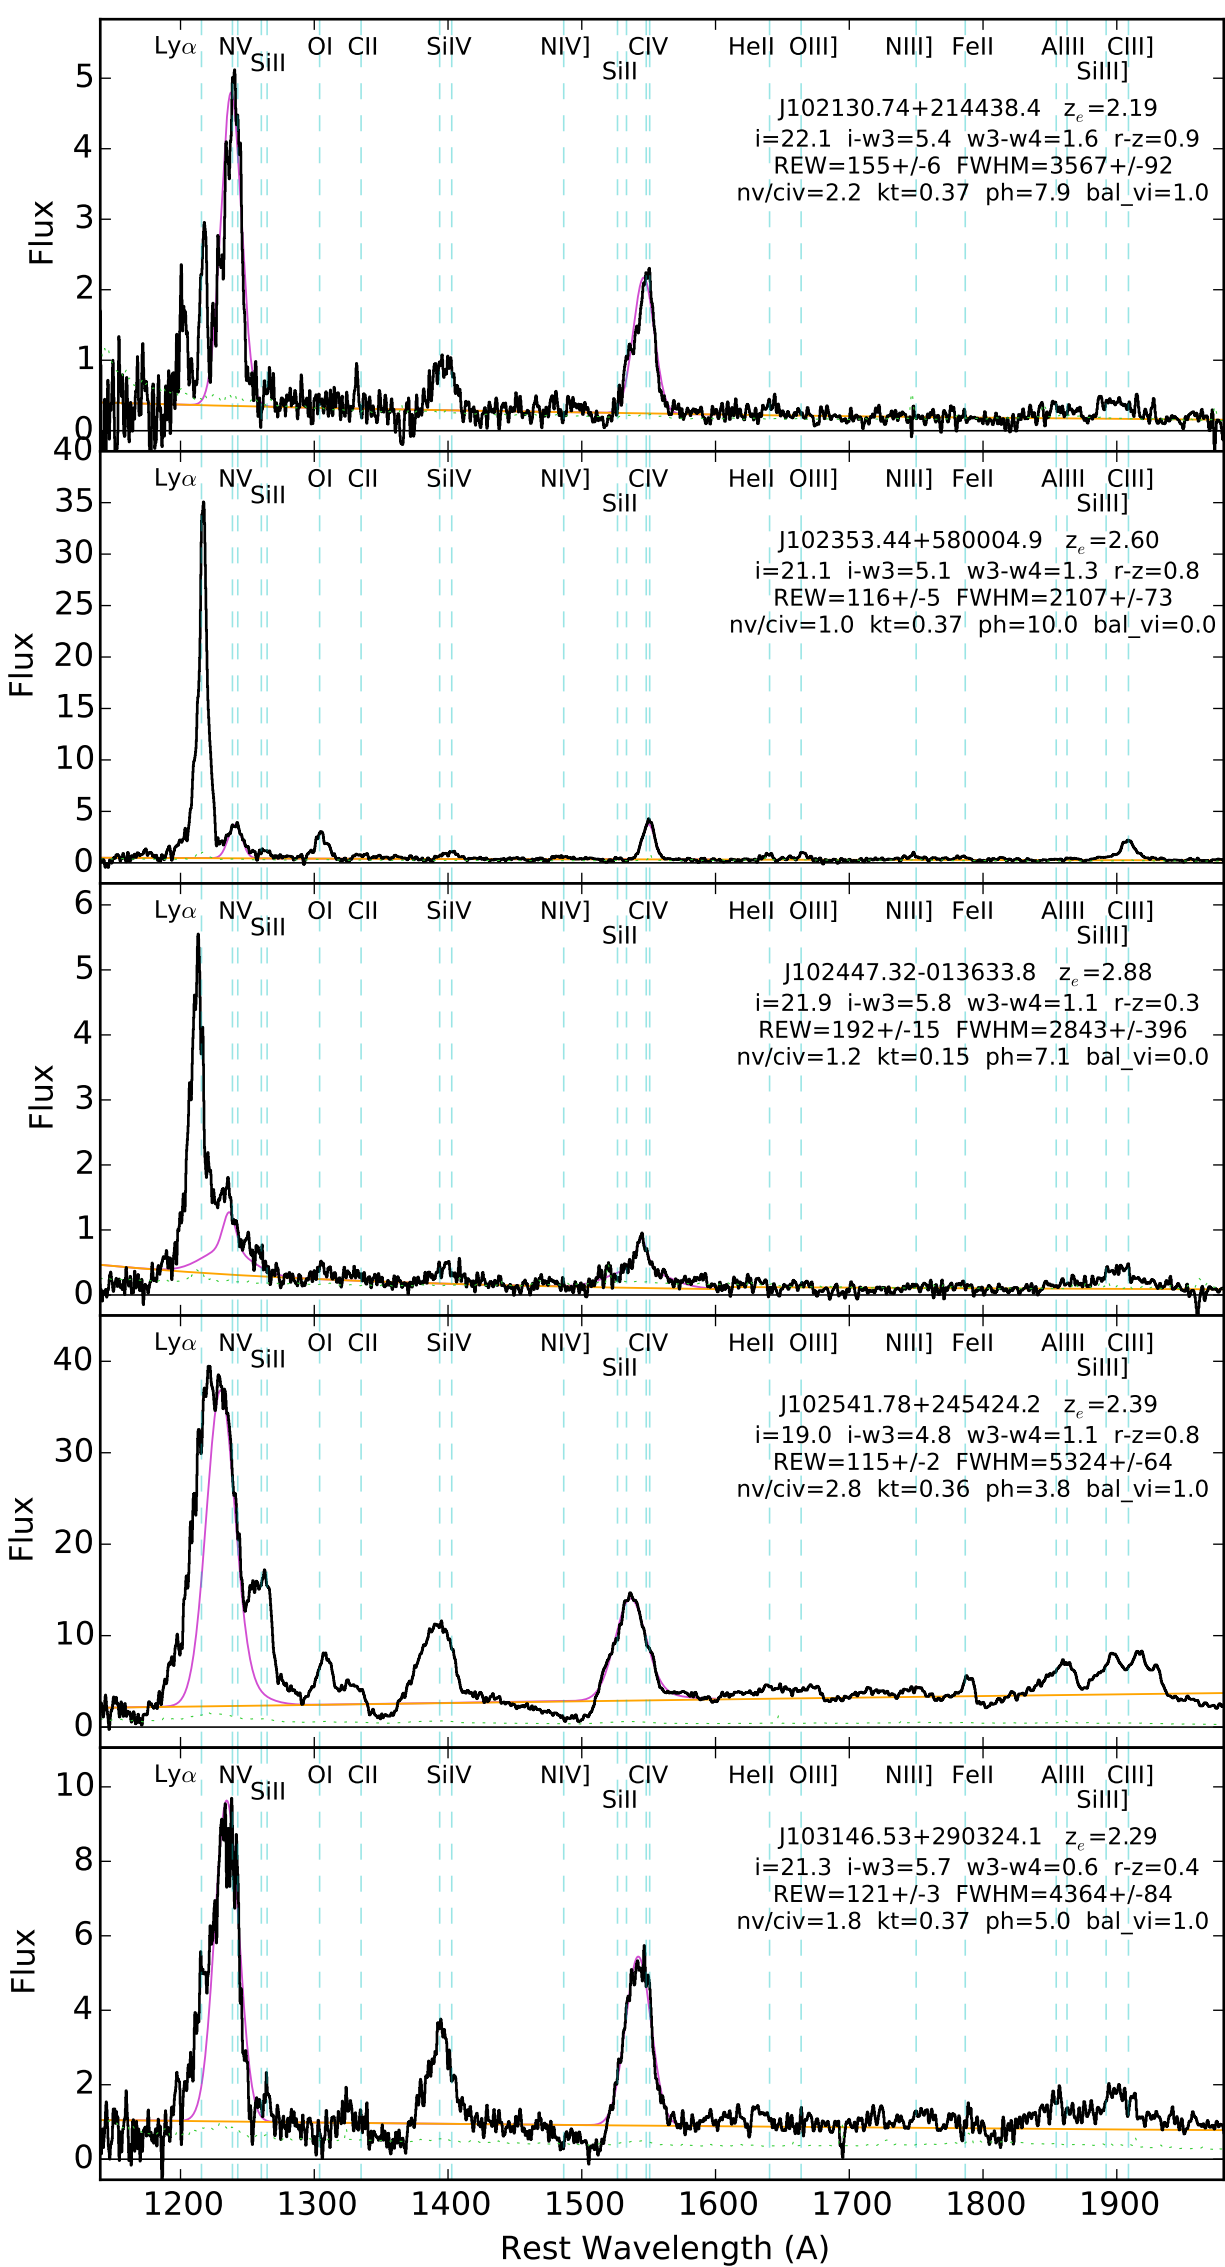 Lyα NV SiII OI CII SiIV NIV] SiII CIV HeII OIII] NIII] FeII AlIII SiIII] CIII]
J102130.74+214438.4 z_e=2.19
i=22.1 i-w3=5.4 w3-w4=1.6 r-z=0.9
REW=155+/-6 FWHM=3567+/-92
nv/civ=2.2 kt=0.37 ph=7.9 bal_vi=1.0
5
4
3
2
1
0
Flux
Lyα NV SiII OI CII SiIV NIV] SiII CIV HeII OIII] NIII] FeII AlIII SiIII] CIII]
J102353.44+580004.9 z_e=2.60
i=21.1 i-w3=5.1 w3-w4=1.3 r-z=0.8
REW=116+/-5 FWHM=2107+/-73
nv/civ=1.0 kt=0.37 ph=10.0 bal_vi=0.0
40
35
30
25
20
15
10
5
0
Flux
Lyα NV SiII OI CII SiIV NIV] SiII CIV HeII OIII] NIII] FeII AlIII SiIII] CIII]
J102447.32-013633.8 z_e=2.88
i=21.9 i-w3=5.8 w3-w4=1.1 r-z=0.3
REW=192+/-15 FWHM=2843+/-396
nv/civ=1.2 kt=0.15 ph=7.1 bal_vi=0.0
6
5
4
3
2
1
0
Flux
Lyα NV SiII OI CII SiIV NIV] SiII CIV HeII OIII] NIII] FeII AlIII SiIII] CIII]
J102541.78+245424.2 z_e=2.39
i=19.0 i-w3=4.8 w3-w4=1.1 r-z=0.8
REW=115+/-2 FWHM=5324+/-64
nv/civ=2.8 kt=0.36 ph=3.8 bal_vi=1.0
40
30
20
10
0
Flux
Lyα NV SiII OI CII SiIV NIV] SiII CIV HeII OIII] NIII] FeII AlIII SiIII] CIII]
J103146.53+290324.1 z_e=2.29
i=21.3 i-w3=5.7 w3-w4=0.6 r-z=0.4
REW=121+/-3 FWHM=4364+/-84
nv/civ=1.8 kt=0.37 ph=5.0 bal_vi=1.0
10
8
6
4
2
0
Flux
1200 1300 1400 1500 1600 1700 1800 1900
Rest Wavelength (A)